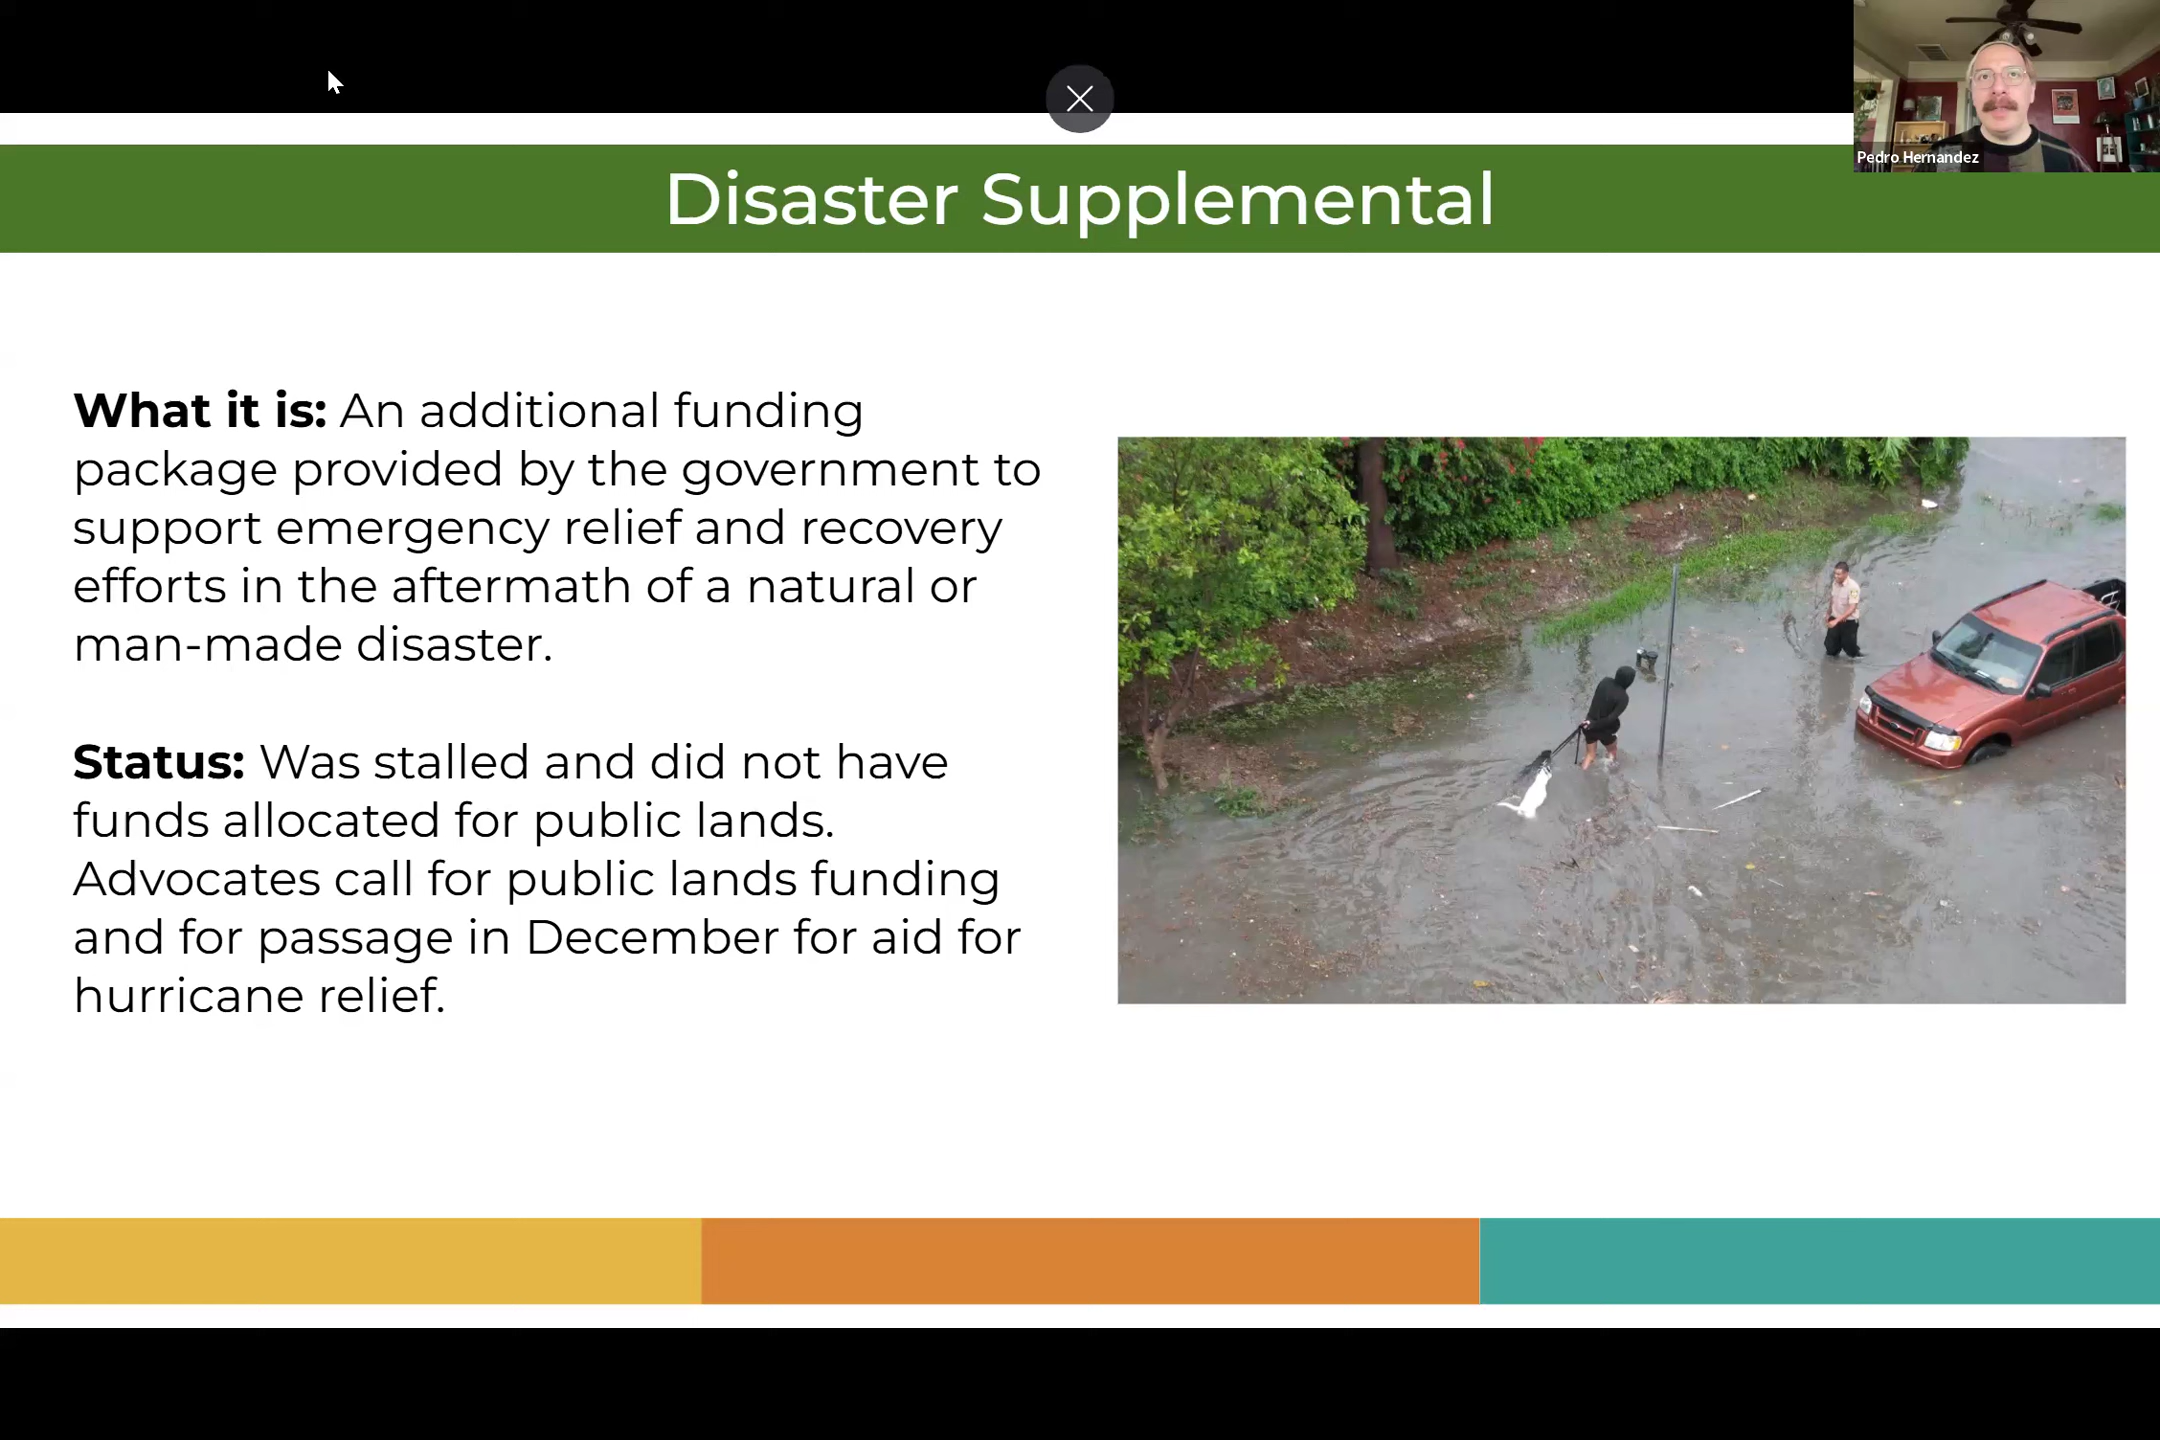 Pedro Hernandez
Disaster Supplemental
What it is: An additional funding
package provided by the government to
support emergency relief and recovery
efforts in the aftermath of a natural or
man-made disaster.
Status: Was stalled and did not have
funds allocated for public lands.
Advocates call for public lands funding
and for passage in December for aid for
hurricane relief.